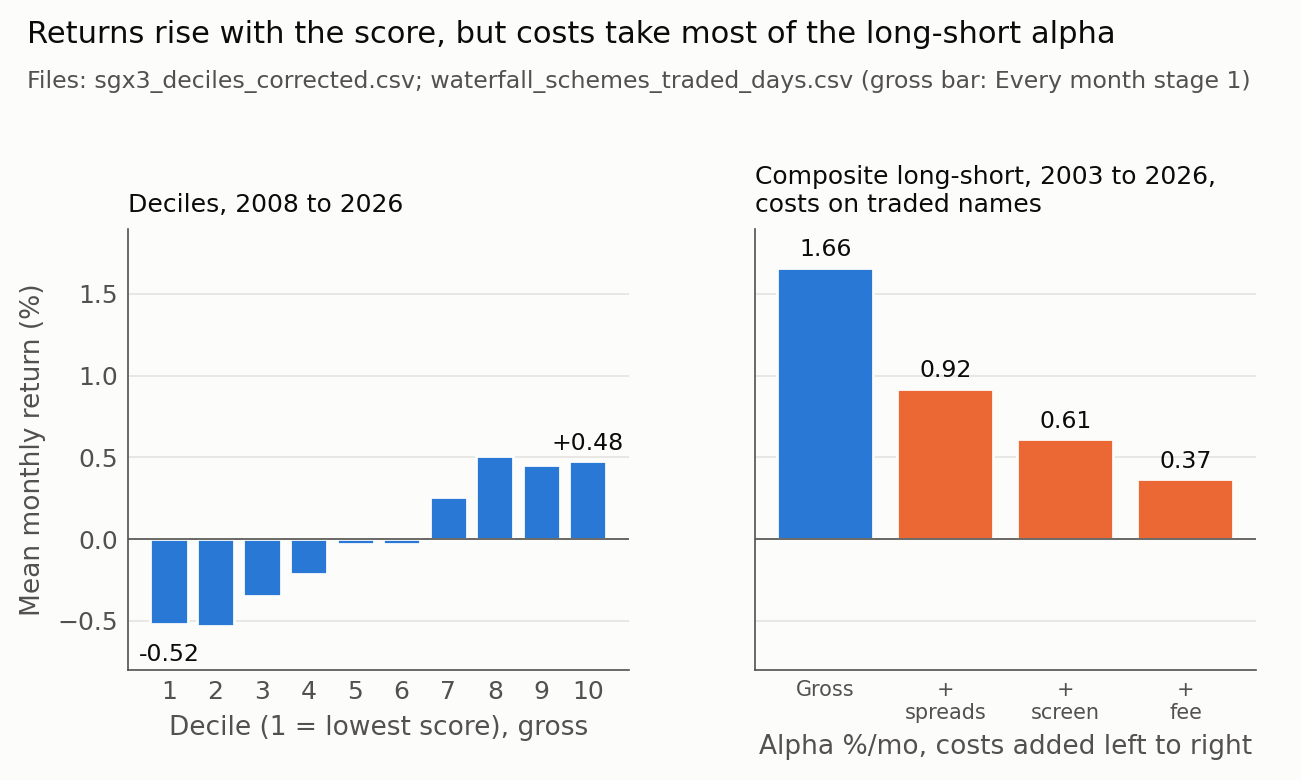 Returns rise with the score, but costs take most of the long-short alpha
Files: sgx3_deciles_corrected.csv; waterfall_schemes_traded_days.csv (gross bar: Every month stage 1)
Deciles, 2008 to 2026
Mean monthly return (%)
1.5
1.0
0.5
0.0
−0.5
+0.48
-0.52
1 2 3 4 5 6 7 8 9 10
Decile (1 = lowest score), gross
Composite long-short, 2003 to 2026,
costs on traded names
1.66
0.92
0.61
0.37
Gross + + +
spreads screen fee
Alpha %/mo, costs added left to right